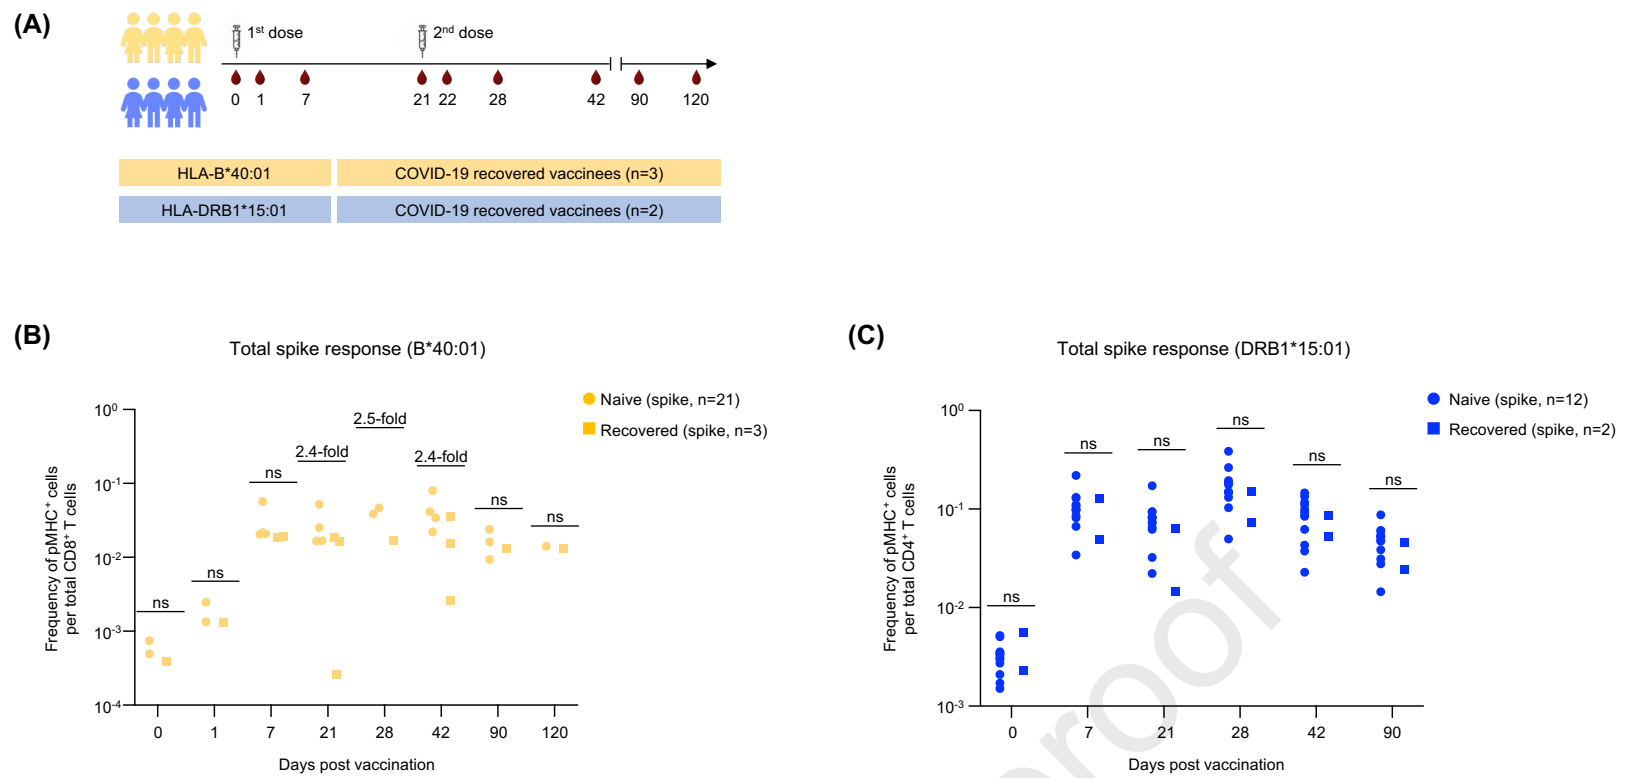 (A)
1st dose
2nd dose
0 1 7 21 22 28 42 90 120
HLA-B*40:01 COVID-19 recovered vaccinees (n=3)
HLA-DRB1*15:01 COVID-19 recovered vaccinees (n=2)
(B)
Total spike response (B*40:01)
Naive (spike, n=21)
Recovered (spike, n=3)
Frequency of pMHC+ cells
per total CD8+ T cells
10^0
10^-1
10^-2
10^-3
10^-4
ns
ns
ns
2.4-fold
2.5-fold
2.4-fold
ns
ns
0 1 7 21 28 42 90 120
Days post vaccination
(C)
Total spike response (DRB1*15:01)
Naive (spike, n=12)
Recovered (spike, n=2)
Frequency of pMHC+ cells
per total CD4+ T cells
10^0
10^-1
10^-2
10^-3
ns
ns
ns
ns
ns
ns
0 7 21 28 42 90
Days post vaccination
proof